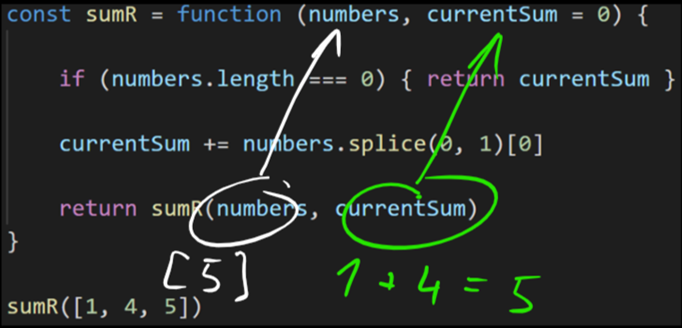 const sumR = function (numbers, currentSum = 0) {
if (numbers.length === 0) { return currentSum }
currentSum += numbers.splice(0, 1)[0]
return sumR(numbers, currentSum)
}
[5] 1 + 4 = 5
sumR([1, 4, 5])